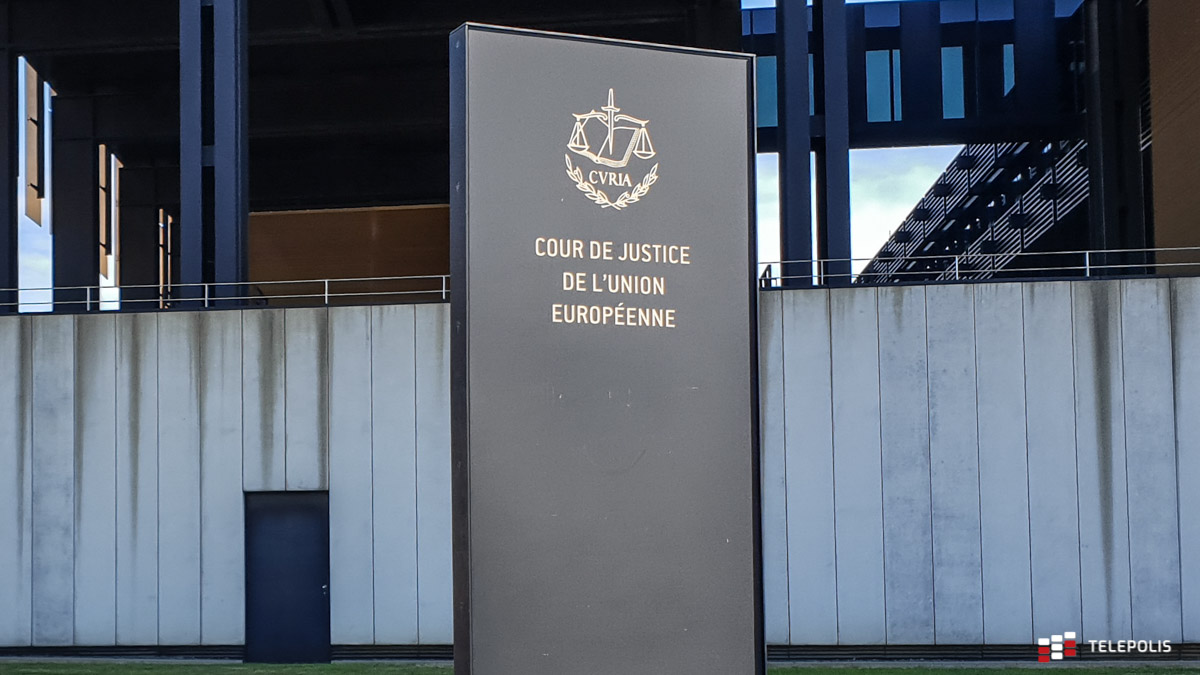 CVRIA
COUR DE JUSTICE
DE L'UNION
EUROPÉENNE
TELEPOLIS